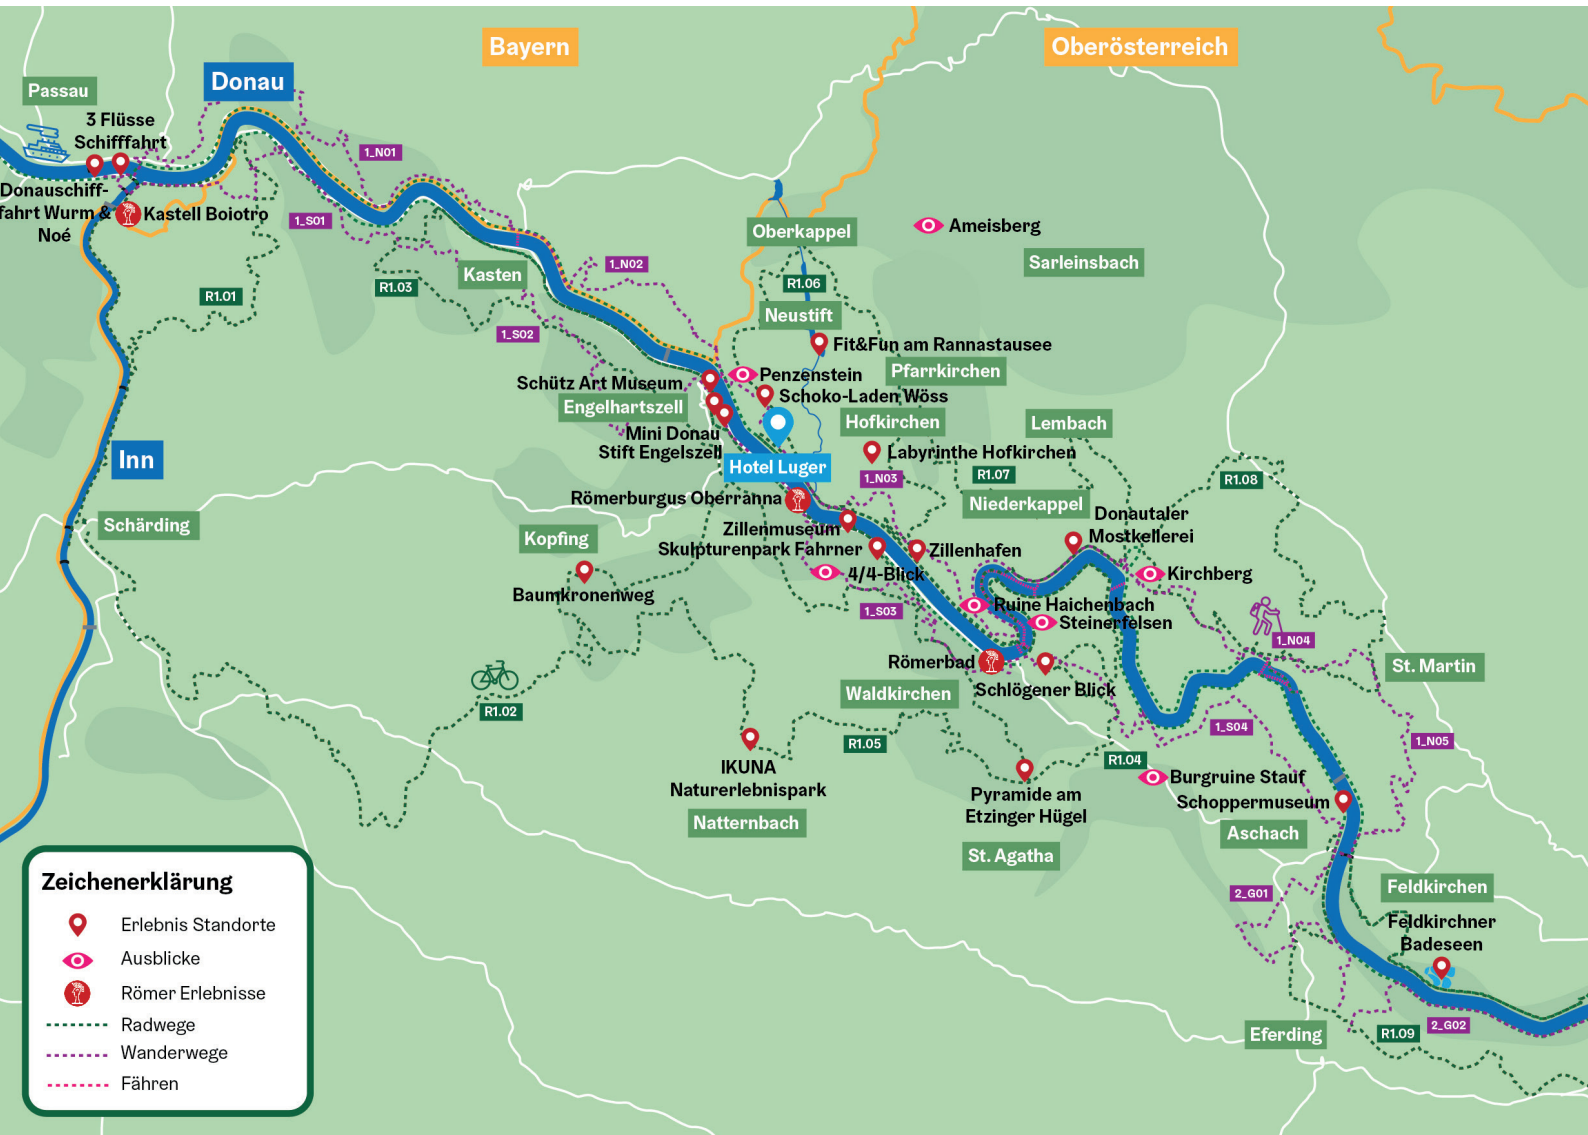 Bayern
Oberösterreich
Donau
Passau
3 Flüsse
Schifffahrt
1_N01
Donauschiff-
fahrt Wurm &
Noé
Kastell Boiotro
1_S01
Oberkappel
Ameisberg
Sarleinsbach
Kasten
1_N02
R1.03
R1.01
R1.06
Neustift
1_S02
Fit&Fun am Rannastausee
Pfarrkirchen
Penzenstein
Schütz Art Museum
Schoko-Laden Wöss
Engelhartszell
Hofkirchen
Lembach
Mini Donau
Stift Engelszell
Labyrinthe Hofkirchen
Inn
Hotel Luger
1_N03
R1.07
R1.08
Römerburgus Oberranna
Niederkappel
Schärding
Donautaler
Mostkellerei
Zillenmuseum
Kopfing
Skulpturenpark Fahrner
Zillenhafen
4/4-Blick
Kirchberg
Baumkronenweg
Ruine Haichenbach
1_S03
Steinerfelsen
1_N04
Römerbad
St. Martin
Schlögener Blick
Waldkirchen
R1.02
1_S04
R1.05
1_N05
R1.04
IKUNA
Naturerlebnispark
Burgruine Stauf
Pyramide am
Etzinger Hügel
Schoppermuseum
Natternbach
Aschach
St. Agatha
Feldkirchen
2_G01
Feldkirchner
Badeseen
Eferding
R1.09
2_G02
Zeichenerklärung
Erlebnis Standorte
Ausblicke
Römer Erlebnisse
Radwege
Wanderwege
Fähren